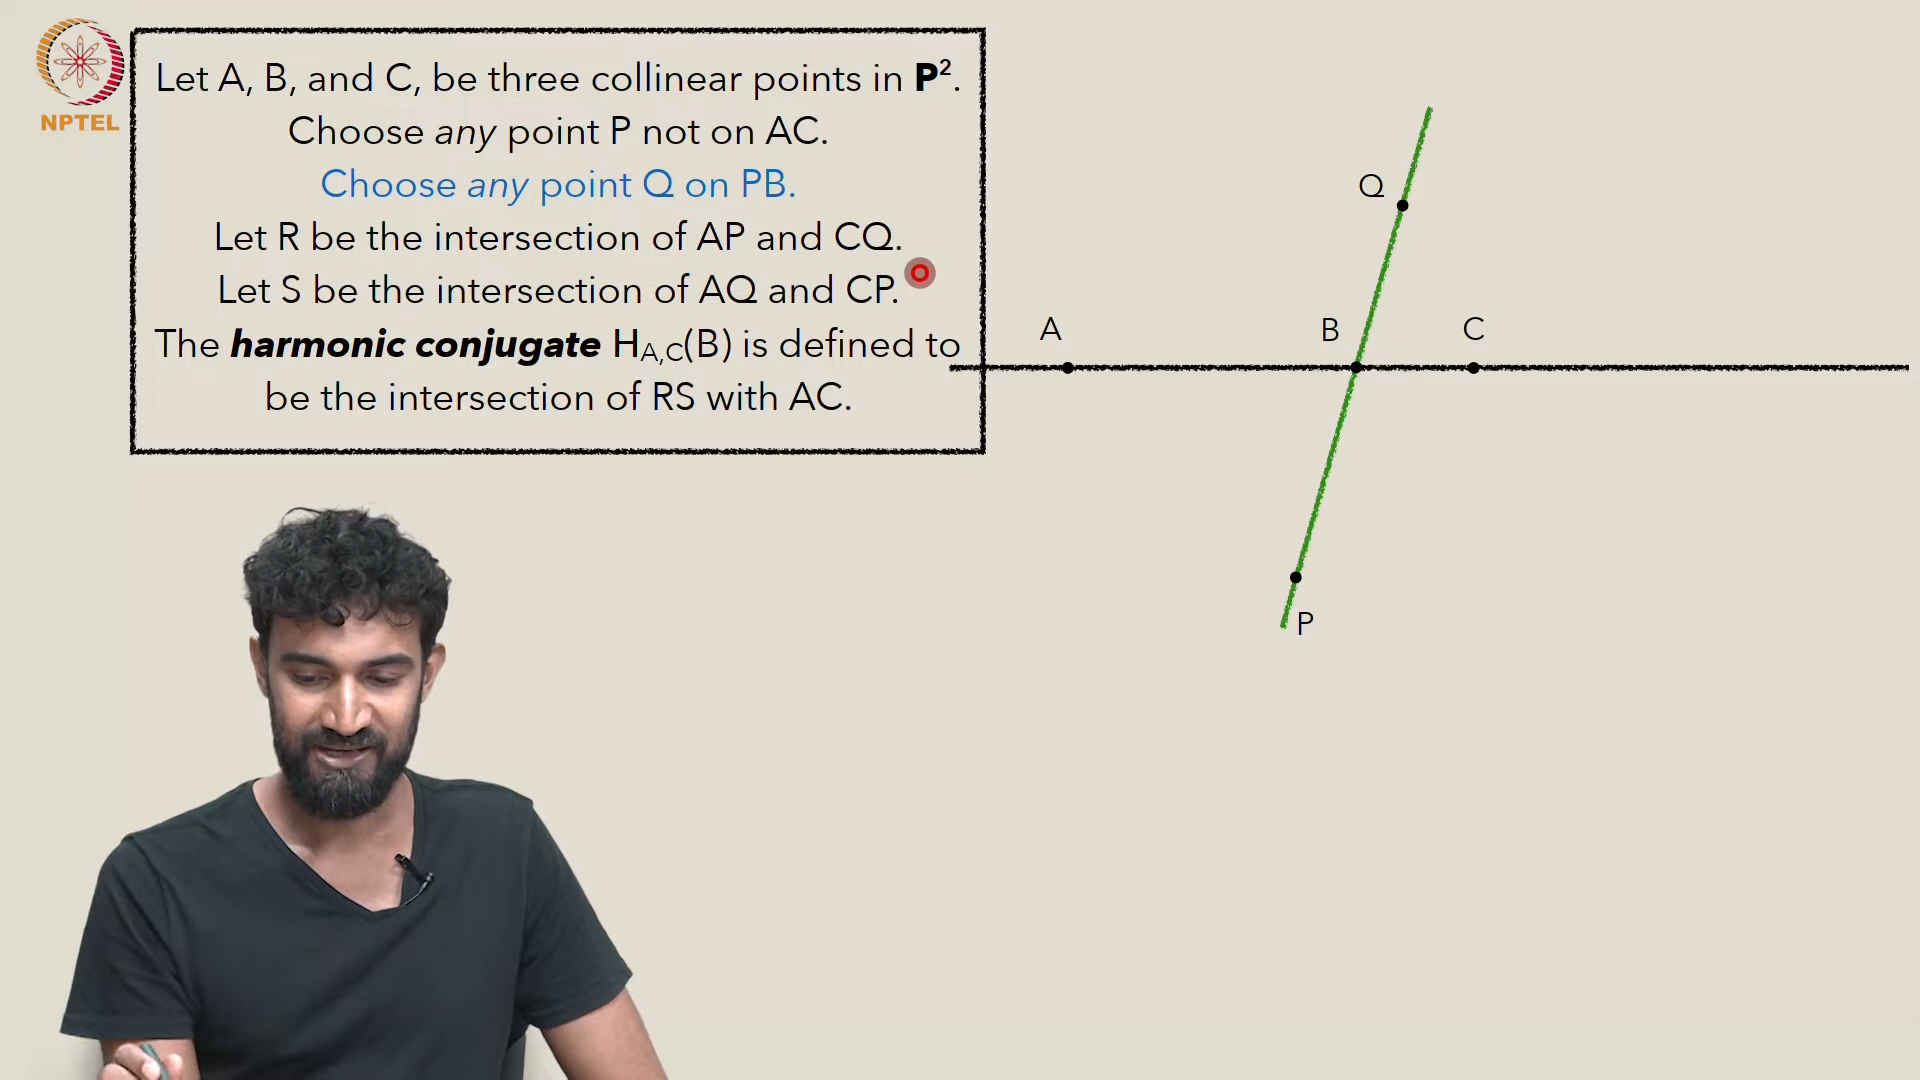 NPTEL
Let A, B, and C, be three collinear points in P².
Choose any point P not on AC.
Choose any point Q on PB.
Let R be the intersection of AP and CQ.
Let S be the intersection of AQ and CP.
The harmonic conjugate H_A,C(B) is defined to
be the intersection of RS with AC.
Q
A
B
C
P